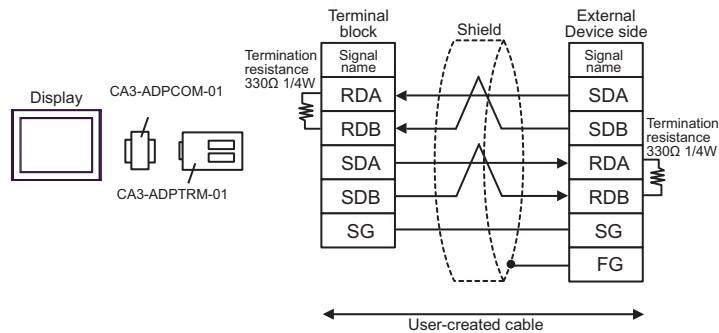 Display
CA3-ADPCOM-01
CA3-ADPTRM-01
Termination
resistance
330Ω 1/4W
Terminal
block
Signal
name
RDA
RDB
SDA
SDB
SG
Shield
External
Device side
Signal
name
SDA
SDB
RDA
RDB
SG
FG
Termination
resistance
330Ω 1/4W
User-created cable